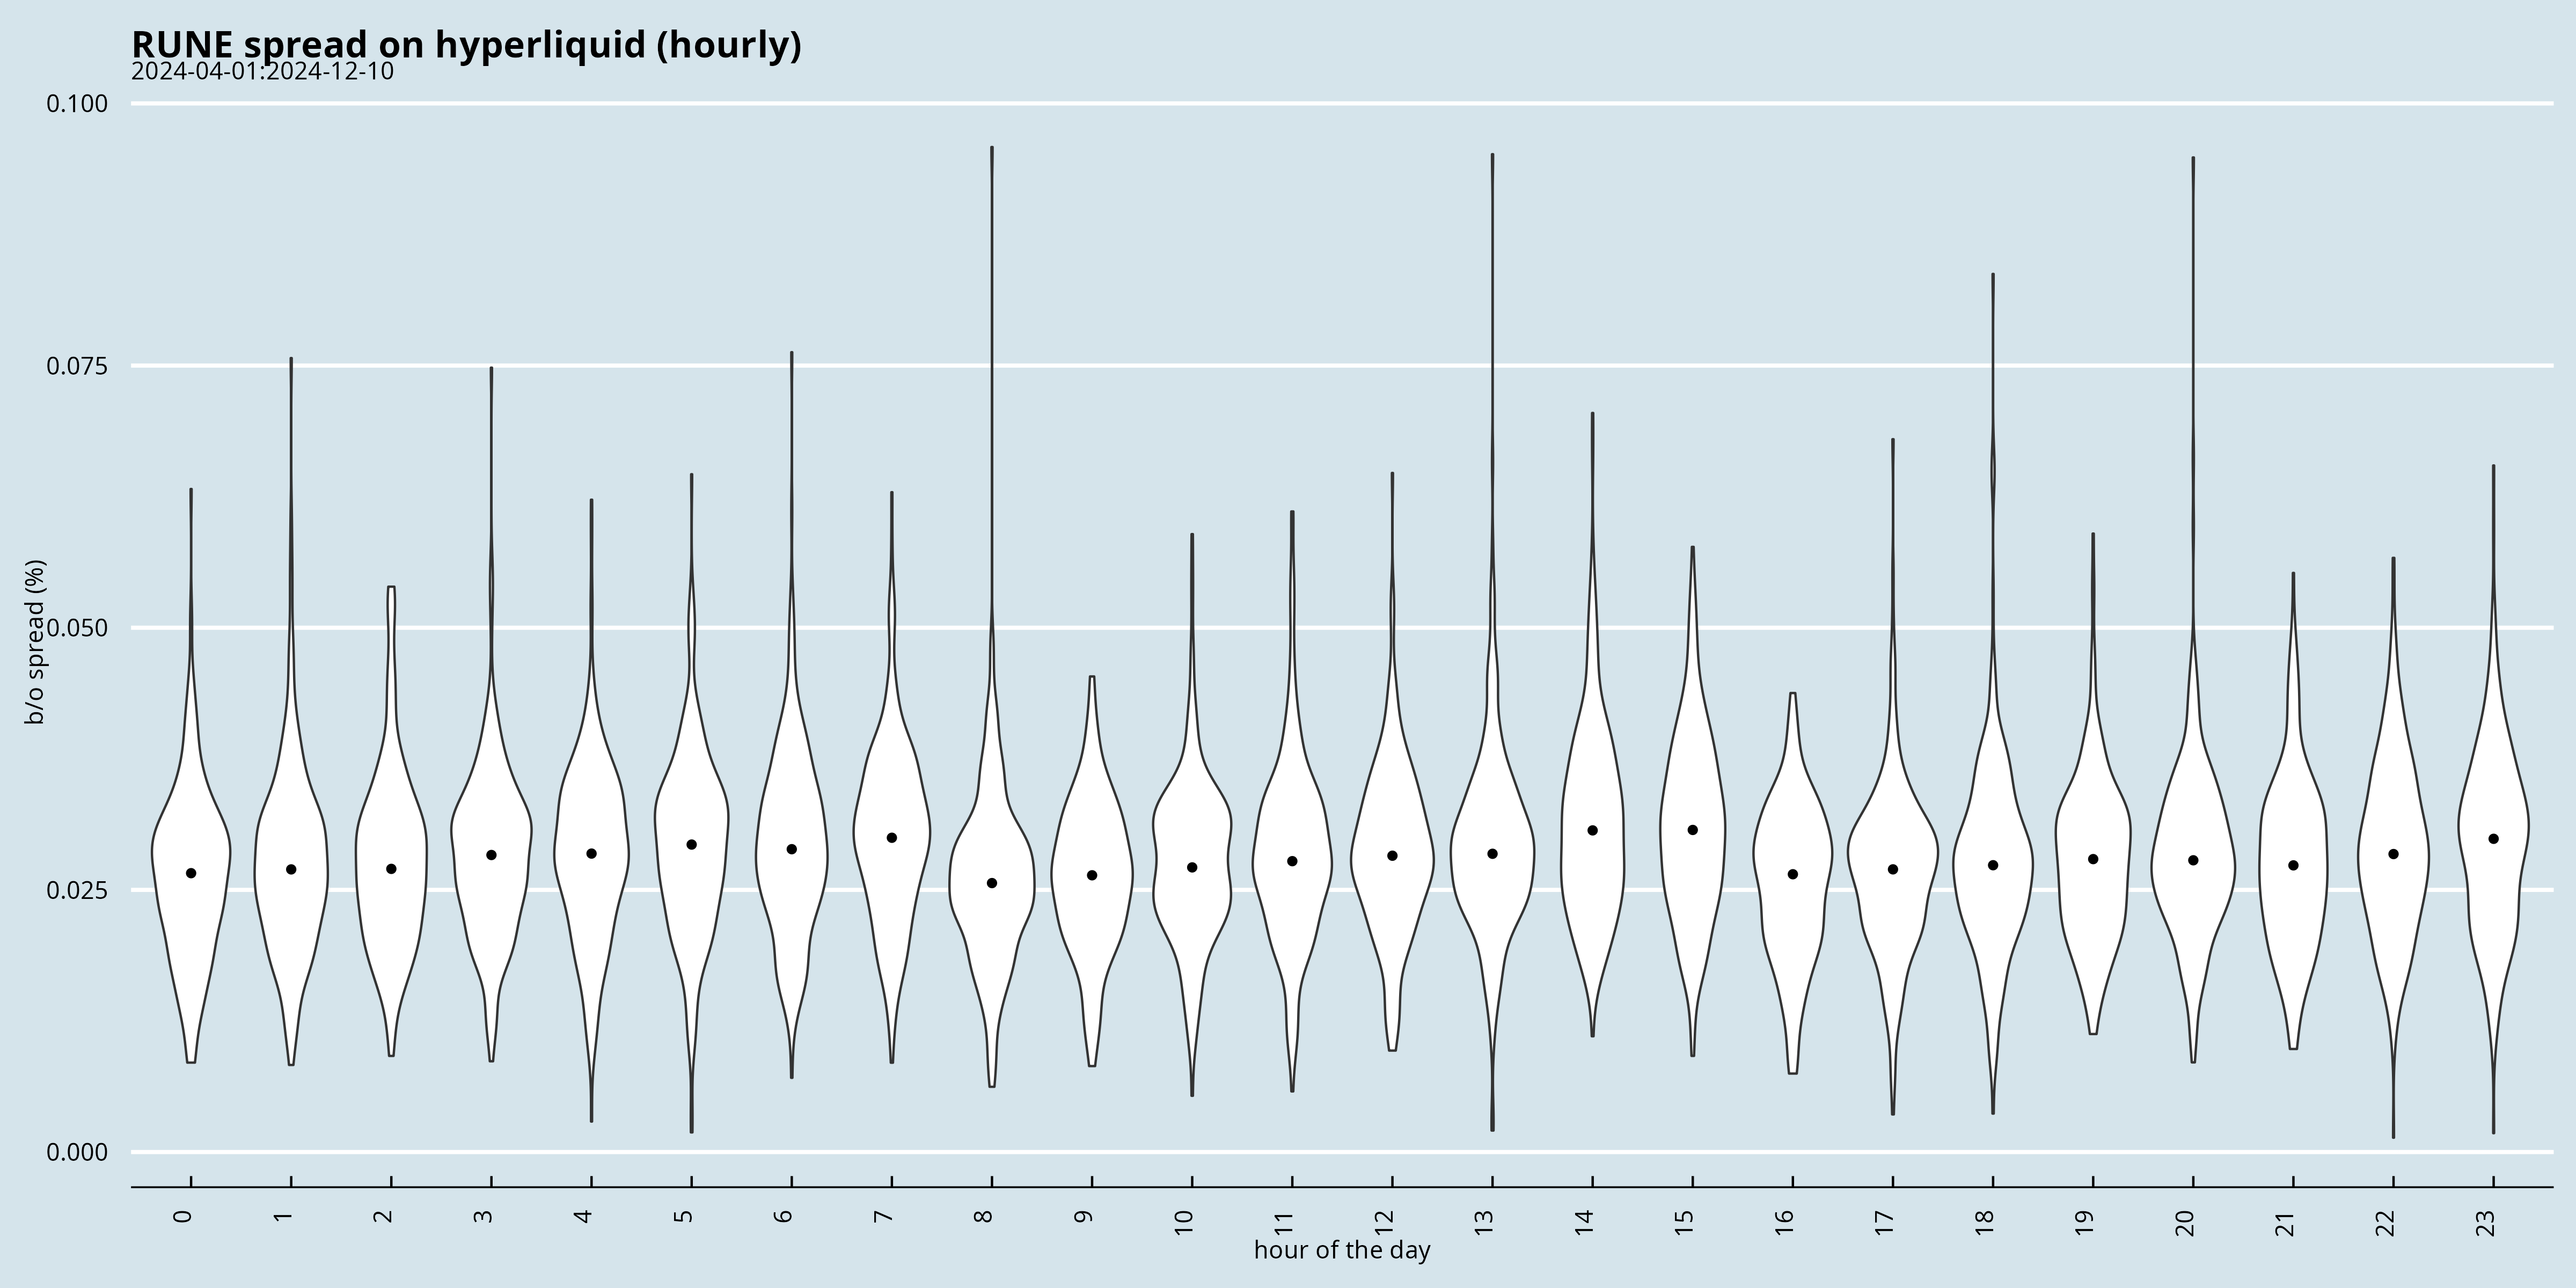 RUNE spread on hyperliquid (hourly)
2024-04-01:2024-12-10
0.100
0.075
0.050
0.025
0.000
b/o spread (%)
0 1 2 3 4 5 6 7 8 9 10 11 12 13 14 15 16 17 18 19 20 21 22 23
hour of the day